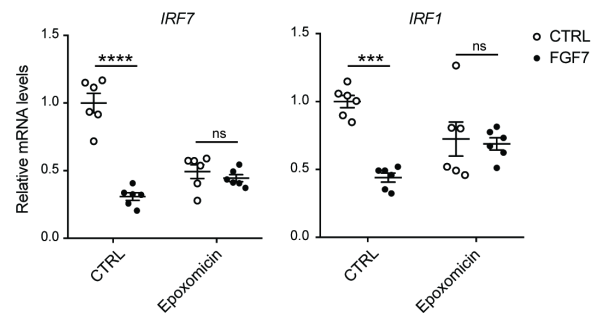 IRF7
IRF1
CTRL
FGF7
Relative mRNA levels
1.5
1.0
0.5
0.0
****
ns
CTRL
Epoxomicin
1.5
1.0
0.5
0.0
***
ns
CTRL
Epoxomicin